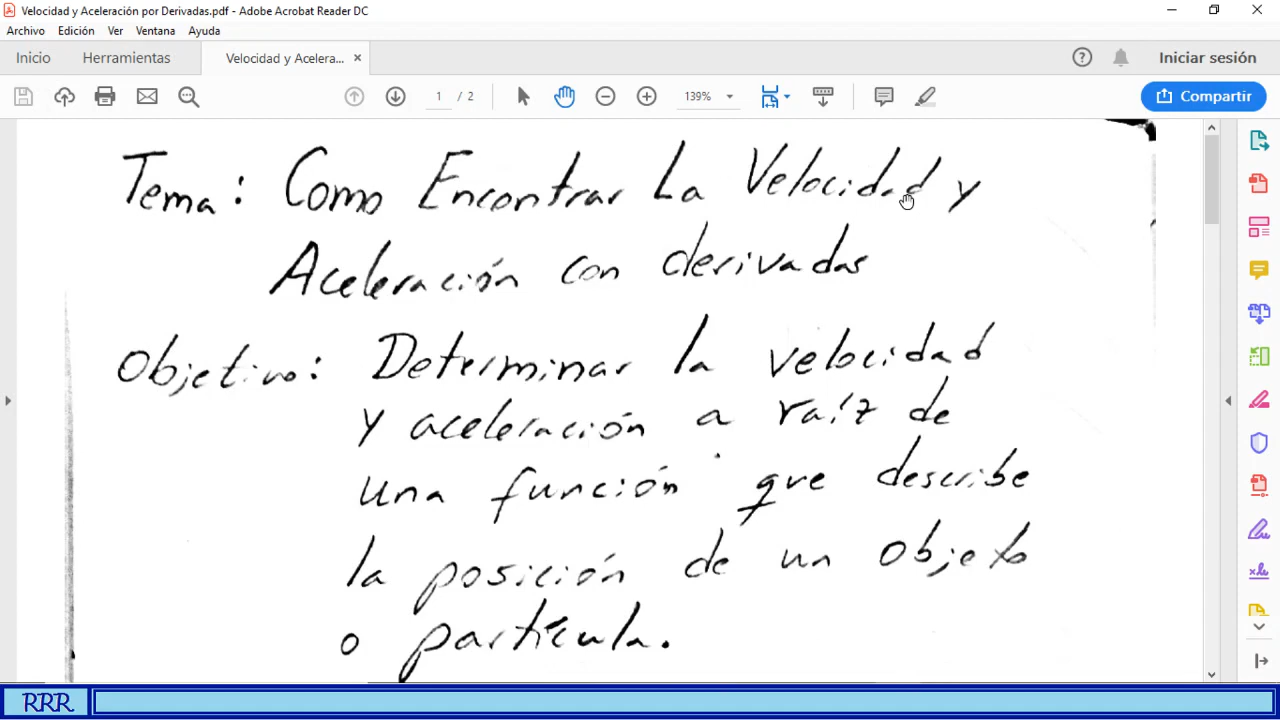 Velocidad y Aceleración por Derivadas.pdf - Adobe Acrobat Reader DC
Archivo Edición Ver Ventana Ayuda
Inicio Herramientas Velocidad y Acelera... × Iniciar sesión
1 / 2 139% Compartir
Tema: Como Encontrar La Velocidad y
Aceleración con derivadas
Objetivo: Determinar la velocidad
y aceleración a raíz de
una función que describe
la posición de un objeto
o partícula.
RRR